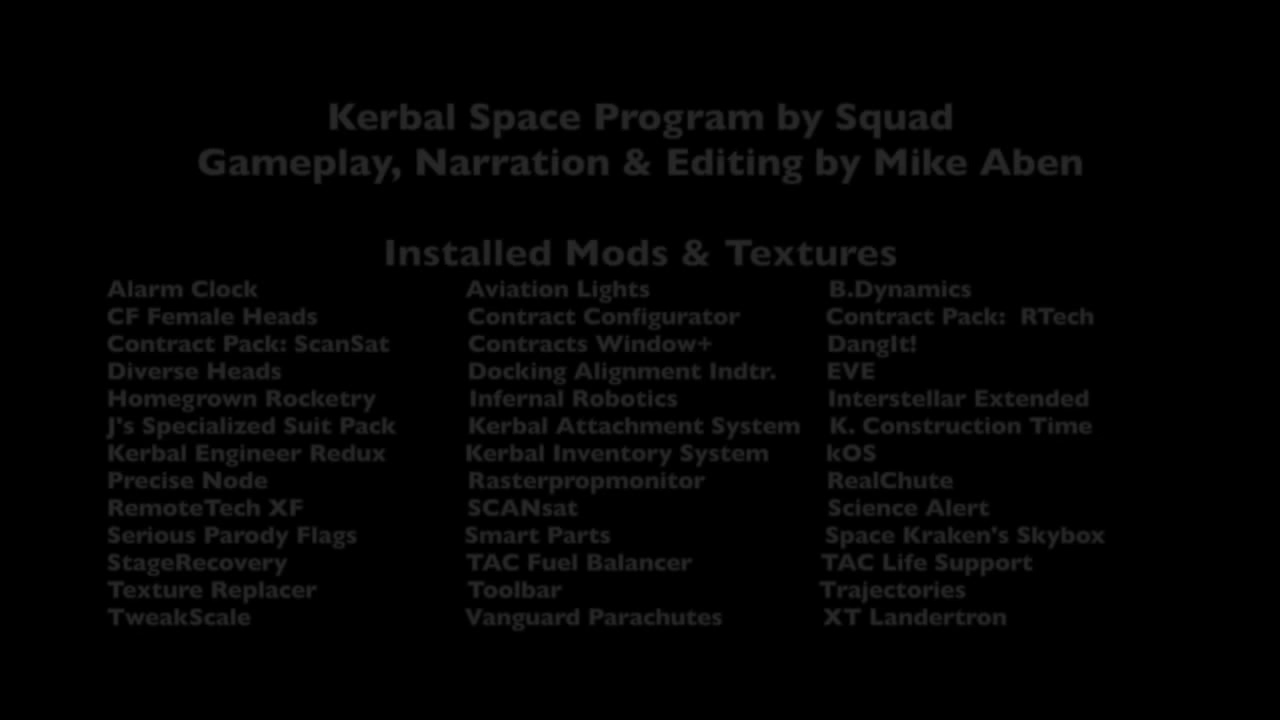 Kerbal Space Program by Squad
Gameplay, Narration & Editing by Mike Aben
Installed Mods & Textures
Alarm Clock Aviation Lights B.Dynamics
CF Female Heads Contract Configurator Contract Pack: RTech
Contract Pack: ScanSat Contracts Window+ DangIt!
Diverse Heads Docking Alignment Indtr. EVE
Homegrown Rocketry Infernal Robotics Interstellar Extended
J's Specialized Suit Pack Kerbal Attachment System K. Construction Time
Kerbal Engineer Redux Kerbal Inventory System kOS
Precise Node Rasterpropmonitor RealChute
RemoteTech XF SCANsat Science Alert
Serious Parody Flags Smart Parts Space Kraken's Skybox
StageRecovery TAC Fuel Balancer TAC Life Support
Texture Replacer Toolbar Trajectories
TweakScale Vanguard Parachutes XT Landertron